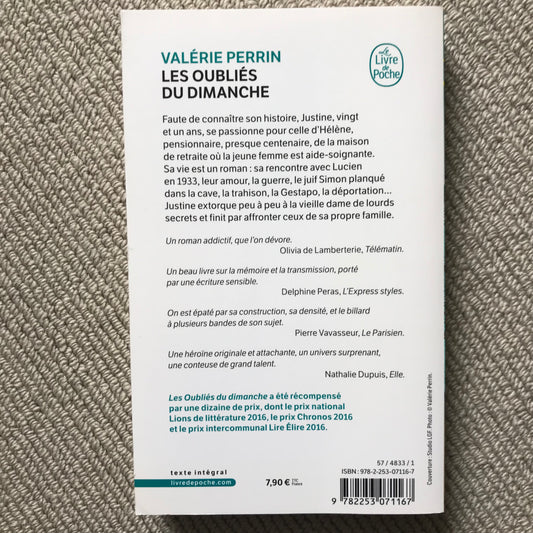 VALÉRIE PERRIN
LES OUBLIÉS
DU DIMANCHE
Le
Livre
de
Poche
Faute de connaître son histoire, Justine, vingt
et un ans, se passionne pour celle d'Hélène,
pensionnaire, presque centenaire, de la maison
de retraite où la jeune femme est aide-soignante.
Sa vie est un roman : sa rencontre avec Lucien
en 1933, leur amour, la guerre, le juif Simon planqué
dans la cave, la trahison, la Gestapo, la déportation...
Justine extorque peu à peu à la vieille dame de lourds
secrets et finit par affronter ceux de sa propre famille.
Un roman addictif, que l'on dévore.
Olivia de Lamberterie, Télématin.
Un beau livre sur la mémoire et la transmission, porté
par une écriture sensible.
Delphine Peras, L'Express styles.
On est épaté par sa construction, sa densité, et le billard
à plusieurs bandes de son sujet.
Pierre Vavasseur, Le Parisien.
Une héroïne originale et attachante, un univers surprenant,
une conteuse de grand talent.
Nathalie Dupuis, Elle.
Les Oubliés du dimanche a été récompensé
par une dizaine de prix, dont le prix national
Lions de littérature 2016, le prix Chronos 2016
et le prix intercommunal Lire Élire 2016.
Couverture : Studio LGF. Photo : © Valérie Perrin.
texte intégral
livredepoche.com
7,90 € TTC
France
57 / 4833 / 1
ISBN : 978-2-253-07116-7
9 782253 071167